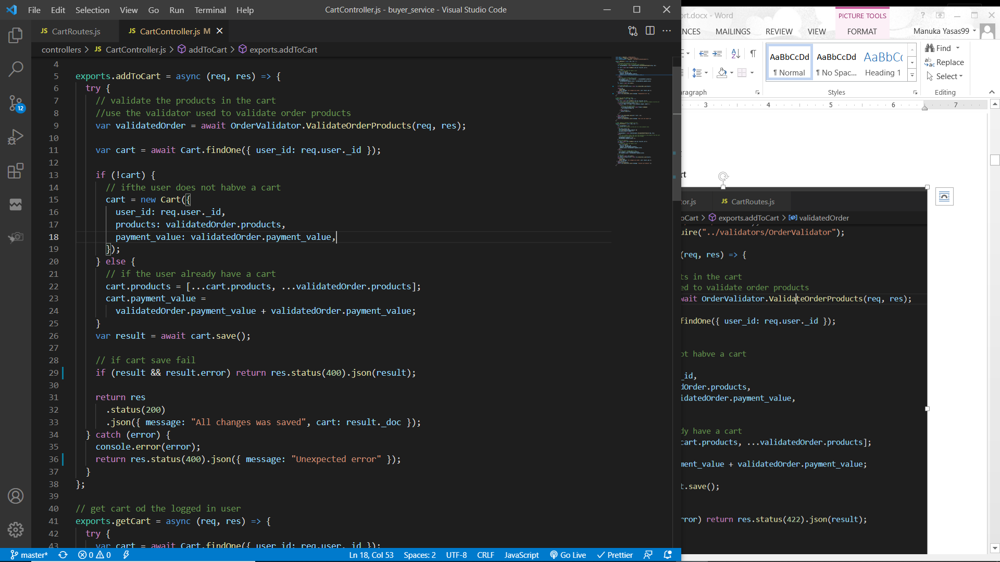 File Edit Selection View Go Run Terminal Help
CartController.js - buyer_service - Visual Studio Code
JS CartRoutes.js
JS CartController.js M
controllers > JS CartController.js > addToCart > exports.addToCart
4
5 exports.addToCart = async (req, res) => {
6 try {
7 // validate the products in the cart
8 //use the validator used to validate order products
9 var validatedOrder = await OrderValidator.ValidateOrderProducts(req, res);
10
11 var cart = await Cart.findOne({ user_id: req.user._id });
12
13 if (!cart) {
14 // ifthe user does not habve a cart
15 cart = new Cart({
16 user_id: req.user._id,
17 products: validatedOrder.products,
18 payment_value: validatedOrder.payment_value,
19 });
20 } else {
21 // if the user already have a cart
22 cart.products = [...cart.products, ...validatedOrder.products];
23 cart.payment_value =
24 validatedOrder.payment_value + validatedOrder.payment_value;
25 }
26 var result = await cart.save();
27
28 // if cart save fail
29 if (result && result.error) return res.status(400).json(result);
30
31 return res
32 .status(200)
33 .json({ message: "All changes was saved", cart: result._doc });
34 } catch (error) {
35 console.error(error);
36 return res.status(400).json({ message: "Unexpected error" });
37 }
38 };
39
40 // get cart od the logged in user
41 exports.getCart = async (req, res) => {
42 try {
43 var cart = await Cart.findOne({ user_id: req.user._id });
12
master* 0 0
Ln 18, Col 53 Spaces: 2 UTF-8 CRLF JavaScript Go Live Prettier
ort.docx - Word
PICTURE TOOLS
?
NCES MAILINGS REVIEW VIEW FORMAT
Manuka Yasas99
AaBbCcDd AaBbCcDd AaBbCc
¶ Normal ¶ No Spac... Heading 1
Find
Replace
Select
ragraph Styles Editing
3 4 5 6 7
rt
or.js JS CartRoutes.js
oCart > exports.addToCart > validatedOrder
uire("../validators/OrderValidator");
(req, res) => {
ts in the cart
ed to validate order products
wait OrderValidator.ValidateOrderProducts(req, res);
findOne({ user_id: req.user._id });
ot habve a cart
_id,
dOrder.products,
idatedOrder.payment_value,
dy have a cart
cart.products, ...validatedOrder.products];
ment_value + validatedOrder.payment_value;
t.save();
rror) return res.status(422).json(result);